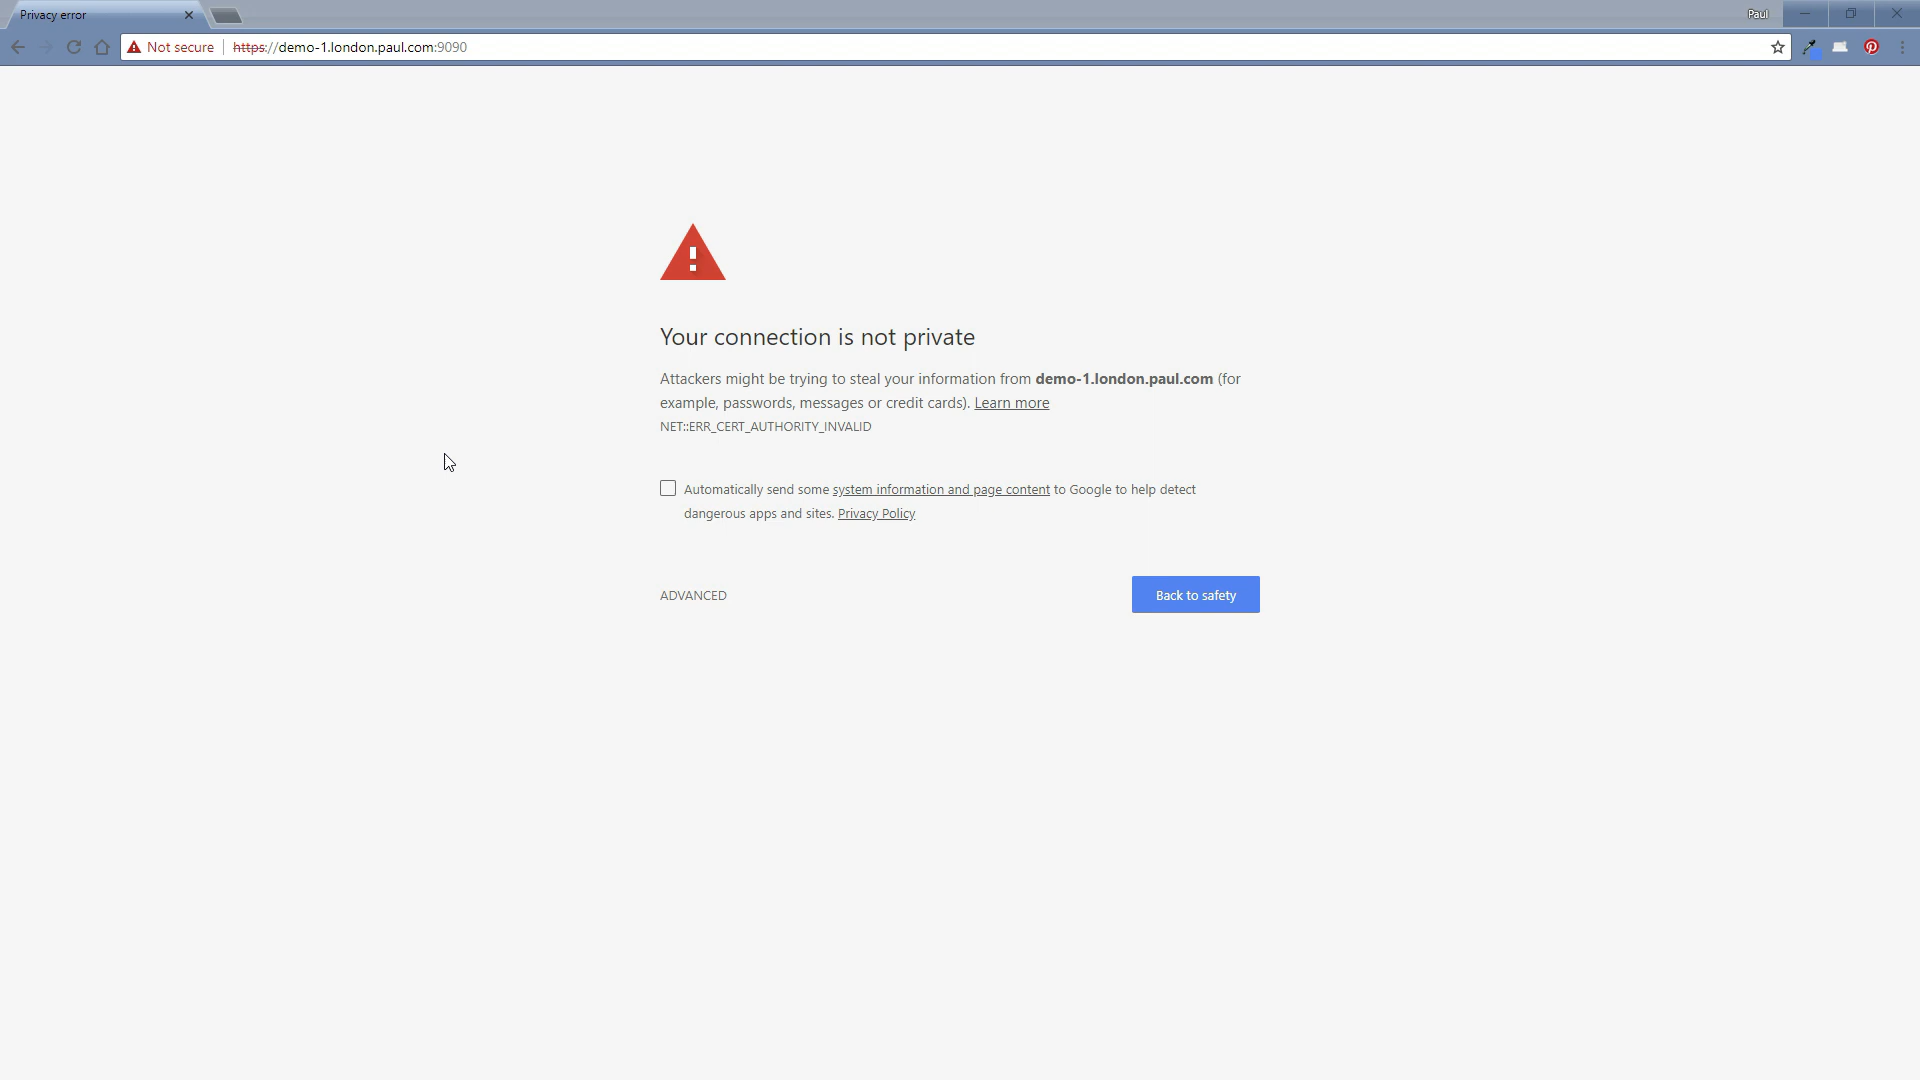 Privacy error
Paul
Not secure
https://demo-1.london.paul.com:9090
Your connection is not private
Attackers might be trying to steal your information from demo-1.london.paul.com (for
example, passwords, messages or credit cards). Learn more
NET::ERR_CERT_AUTHORITY_INVALID
Automatically send some system information and page content to Google to help detect
dangerous apps and sites. Privacy Policy
ADVANCED
Back to safety